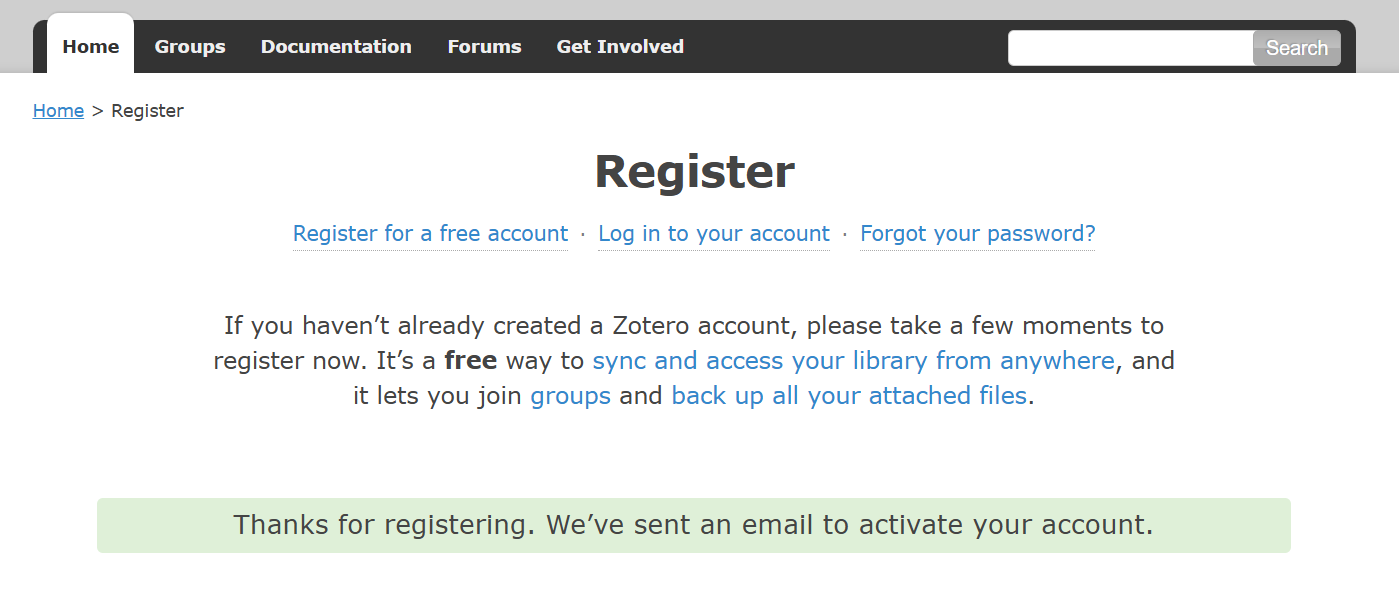 Home Groups Documentation Forums Get Involved Search
Home > Register
Register
Register for a free account · Log in to your account · Forgot your password?
If you haven’t already created a Zotero account, please take a few moments to
register now. It’s a free way to sync and access your library from anywhere, and
it lets you join groups and back up all your attached files.
Thanks for registering. We’ve sent an email to activate your account.